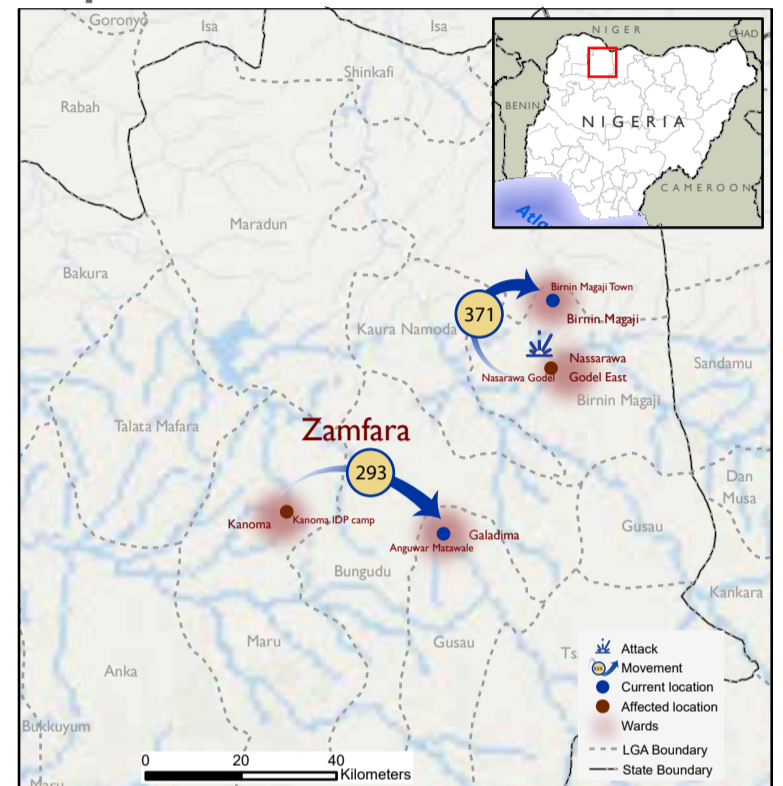 Goronyo
Isa
Isa
Shinkafi
Rabah
NIGER
CHAD
BENIN
NIGERIA
CAMEROON
Maradun
Bakura
Birnin Magaji Town
371
Birnin Magaji
Kaura Namoda
Nassarawa
Sandamu
Nasarawa Godel
Godel East
Birnin Magaji
Talata Mafara
Zamfara
293
Dan
Musa
Kanoma
Kanoma IDP camp
Gusau
Galadima
Anguwar Matawale
Bungudu
Kankara
Maru
Gusau
Anka
Bukkuyum
Attack
Movement
Current location
Affected location
Wards
LGA Boundary
State Boundary
0 20 40
Kilometers